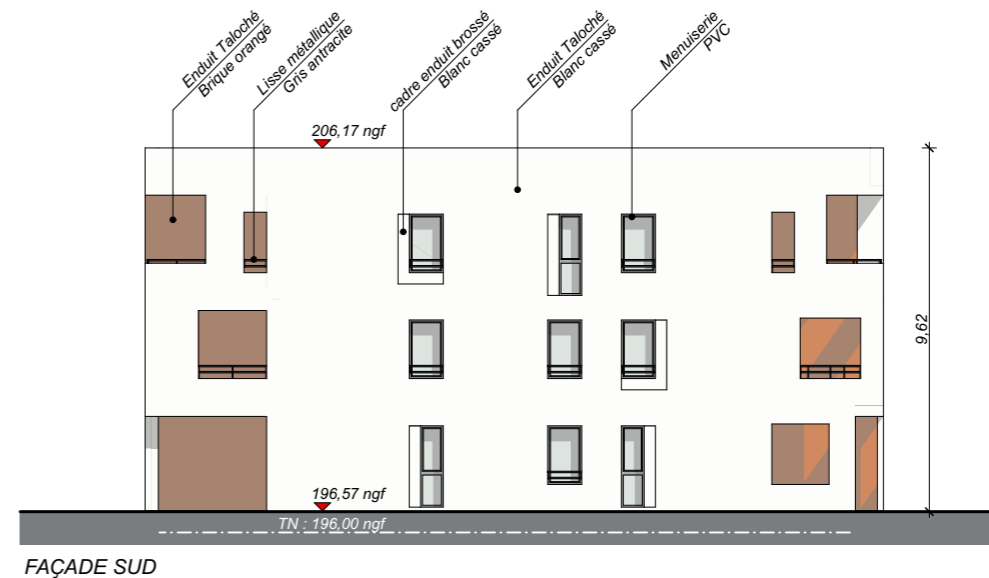 Enduit Taloché
Brique orangé
Lisse métallique
Gris antracite
cadre enduit brossé
Blanc cassé
Enduit Taloché
Blanc cassé
Menuiserie
PVC
206,17 ngf
9,62
196,57 ngf
TN : 196,00 ngf
FAÇADE SUD